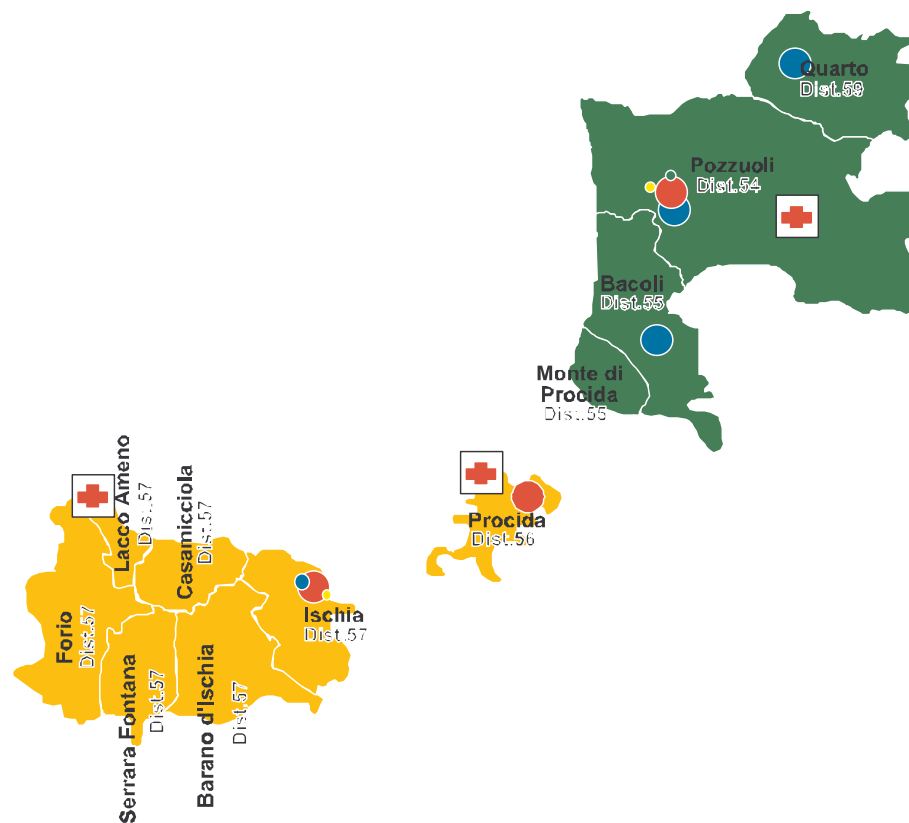 Quarto
Dist.59
Pozzuoli
Dist.54
Bacoli
Dist.55
Monte di
Procida
Dist.55
Procida
Dist.56
Lacco Ameno
Dist.57
Casamicciola
Dist.57
Ischia
Dist.57
Forio
Dist.57
Serrara Fontana
Dist.57
Barano d'Ischia
Dist.57